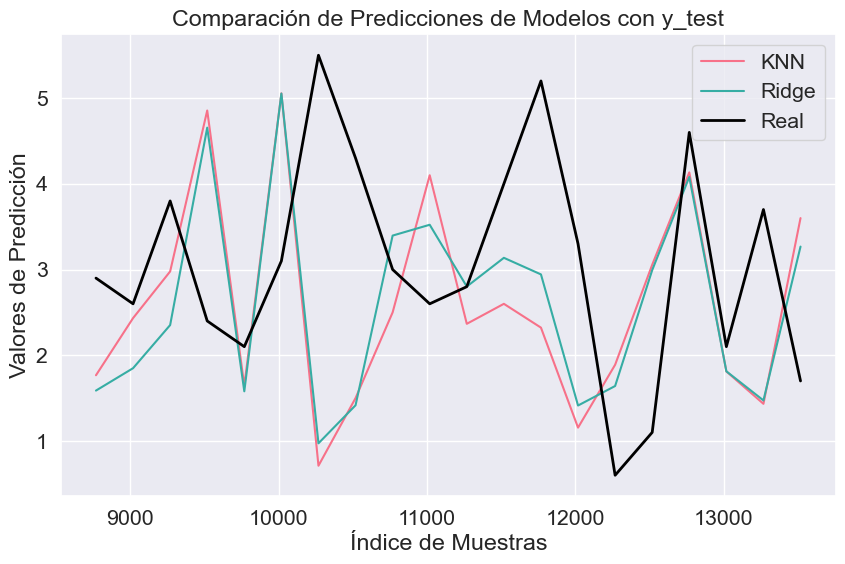 Comparación de Predicciones de Modelos con y_test
KNN
Ridge
Real
Valores de Predicción
5
4
3
2
1
9000
10000
11000
12000
13000
Índice de Muestras